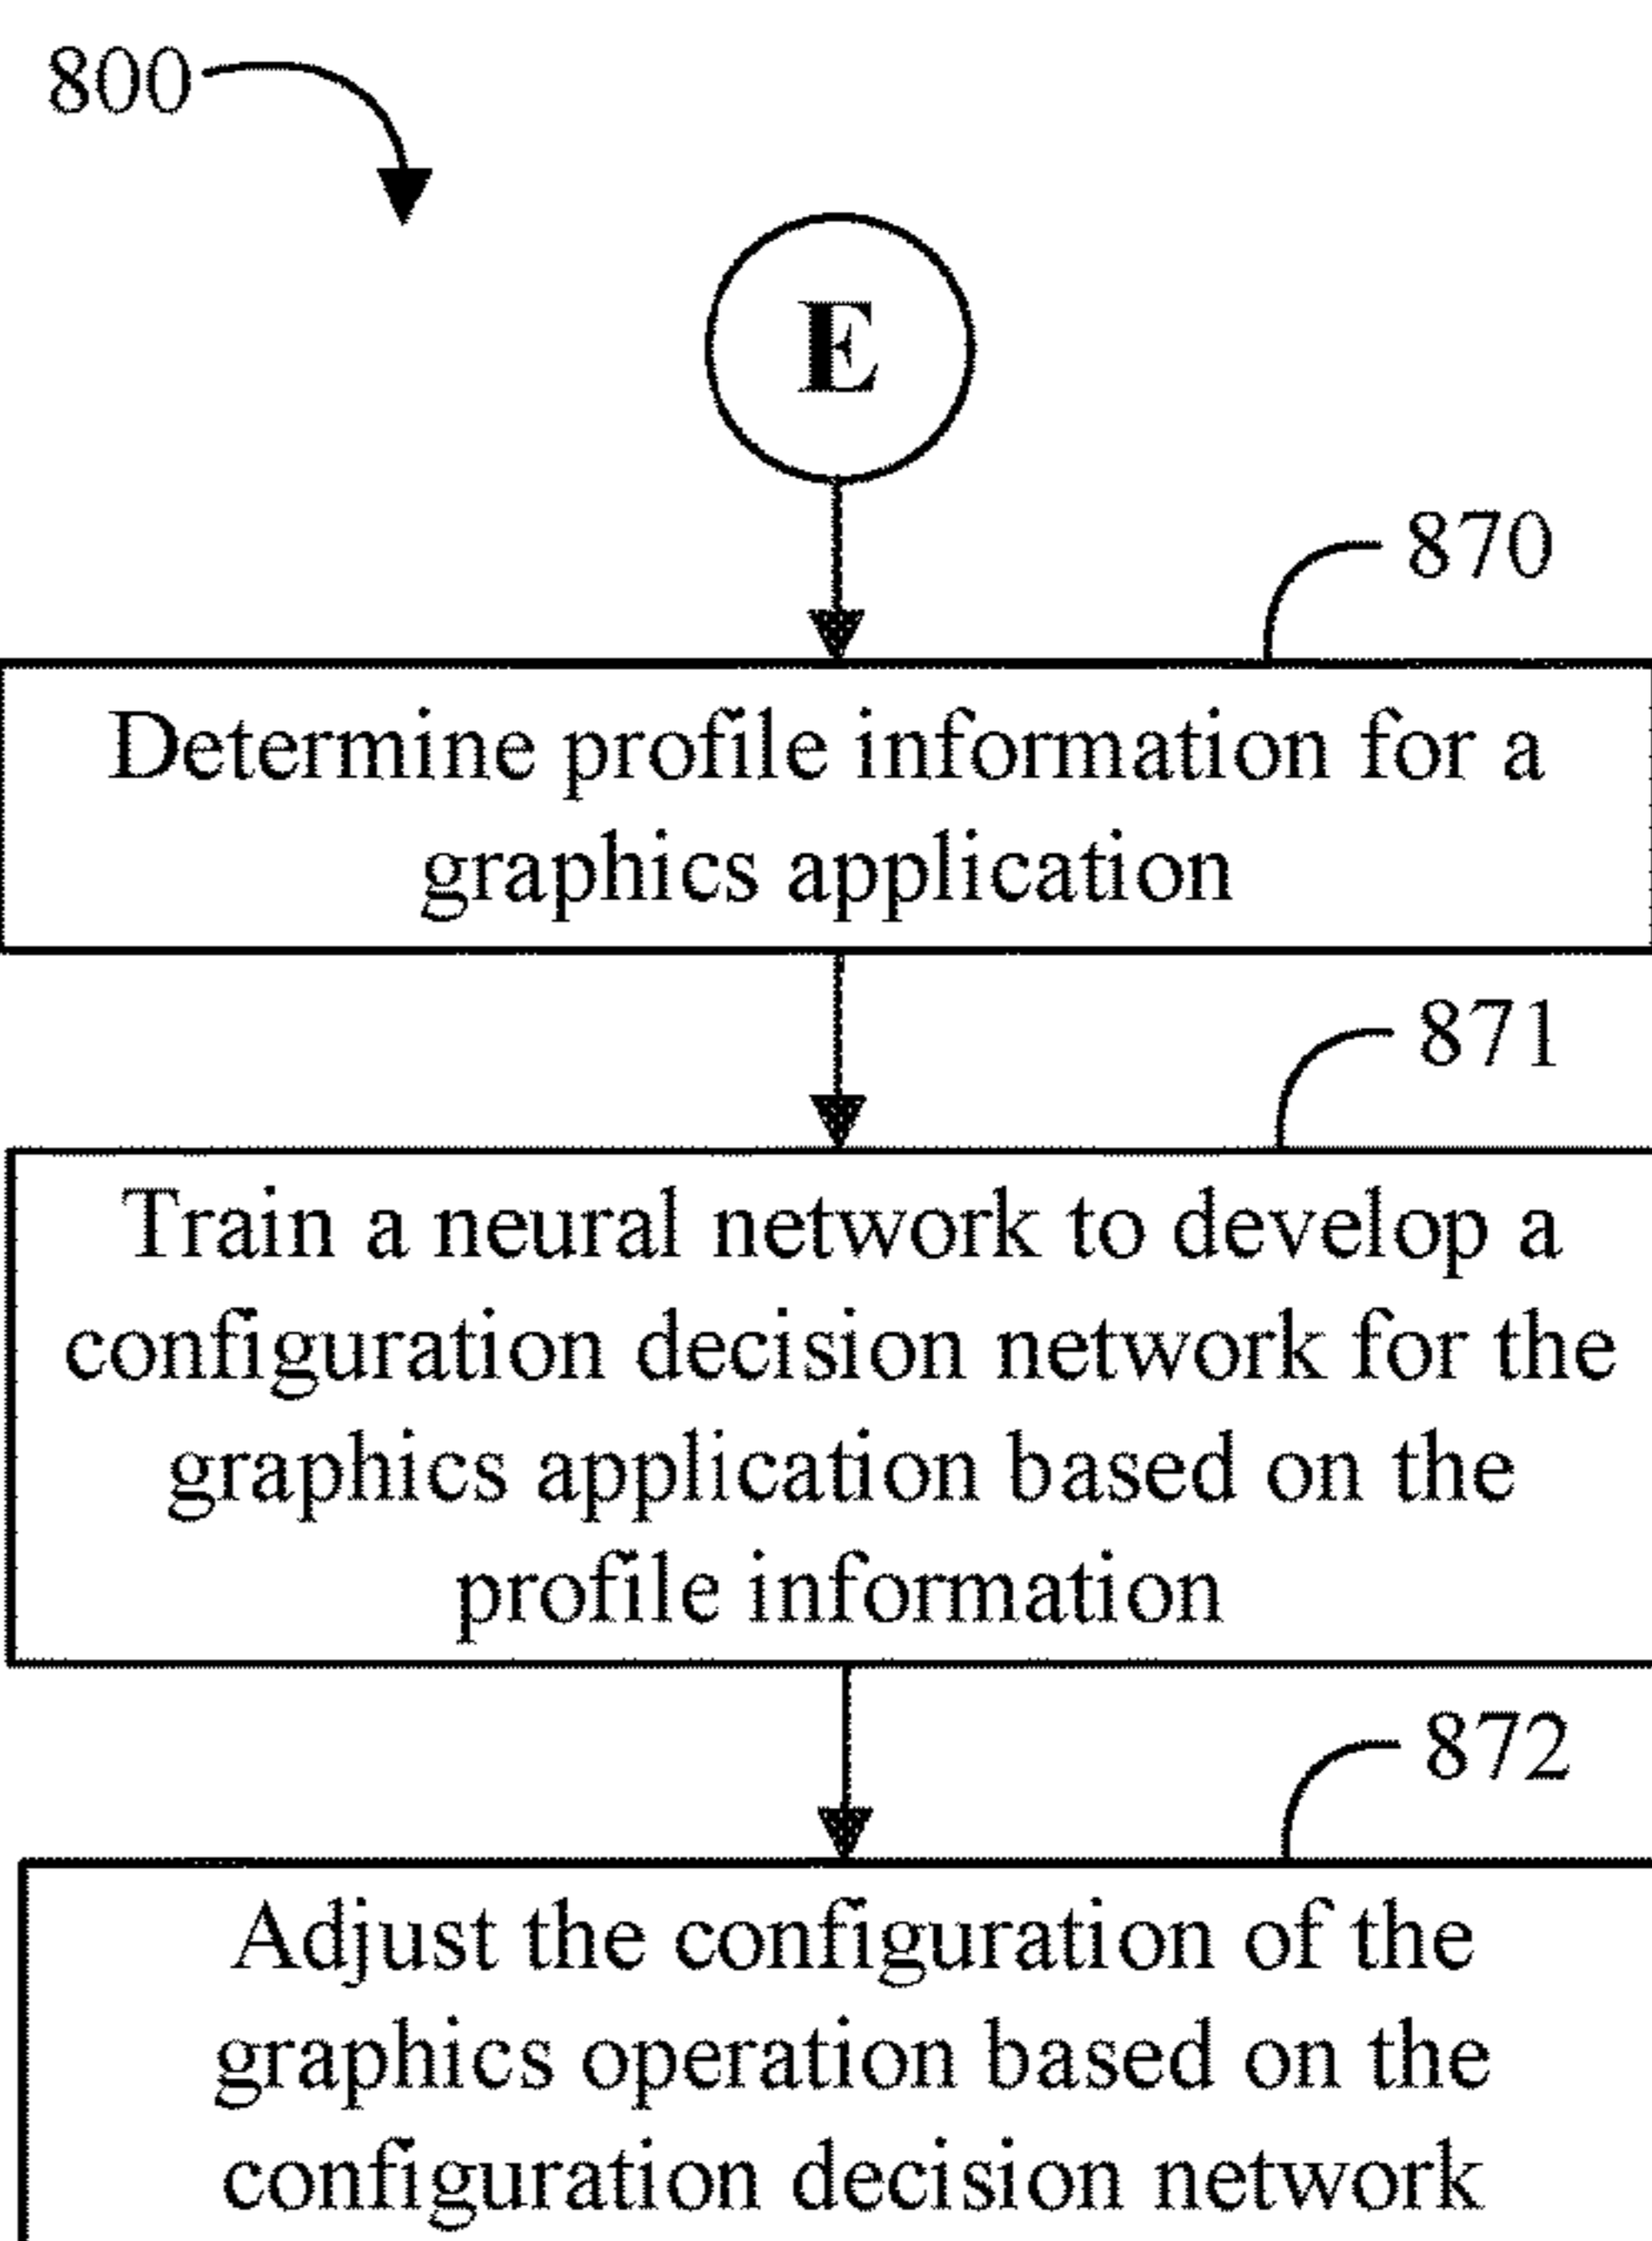 800
E
870
Determine profile information for a
graphics application
871
Train a neural network to develop a
configuration decision network for the
graphics application based on the
profile information
872
Adjust the configuration of the
graphics operation based on the
configuration decision network